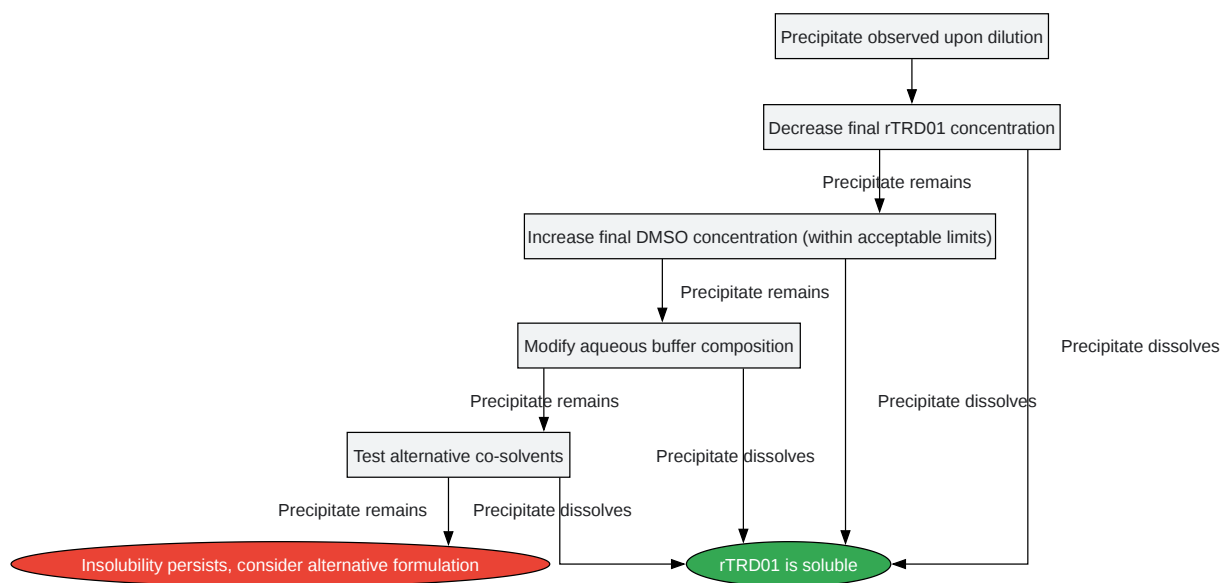 Precipitate observed upon dilution
Decrease final rTRD01 concentration
Precipitate remains
Increase final DMSO concentration (within acceptable limits)
Precipitate remains
Modify aqueous buffer composition
Precipitate dissolves
Precipitate remains
Precipitate dissolves
Test alternative co-solvents
Precipitate dissolves
Precipitate remains
Precipitate dissolves
Insolubility persists, consider alternative formulation
rTRD01 is soluble